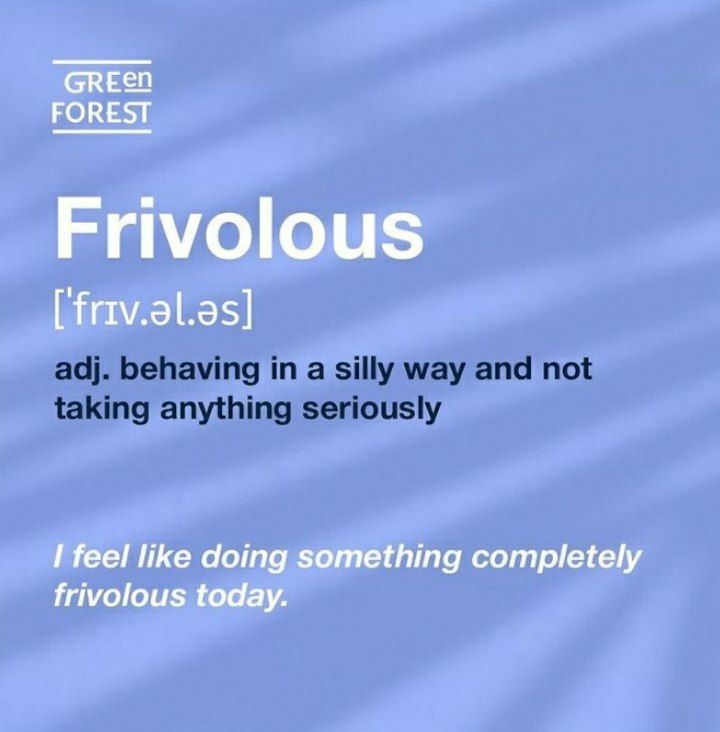 GREen
FOREST
Frivolous
[ˈfrɪv.əl.əs]
adj. behaving in a silly way and not
taking anything seriously
I feel like doing something completely
frivolous today.